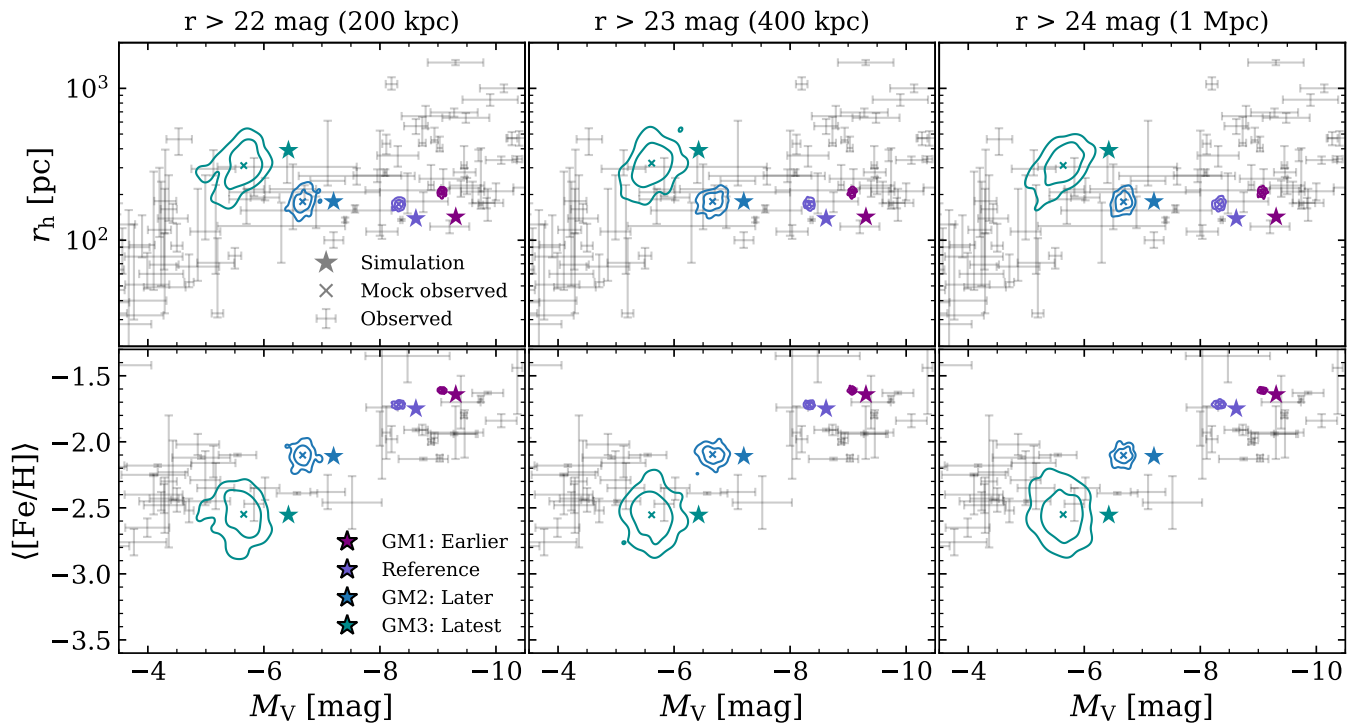 r > 22 mag (200 kpc)
r > 23 mag (400 kpc)
r > 24 mag (1 Mpc)
10³
10²
r_h [pc]
Simulation
Mock observed
Observed
−1.5
−2.0
−2.5
−3.0
−3.5
⟨[Fe/H]⟩
GM1: Earlier
Reference
GM2: Later
GM3: Latest
−4 −6 −8 −10
−4 −6 −8 −10
−4 −6 −8 −10
M_V [mag]
M_V [mag]
M_V [mag]